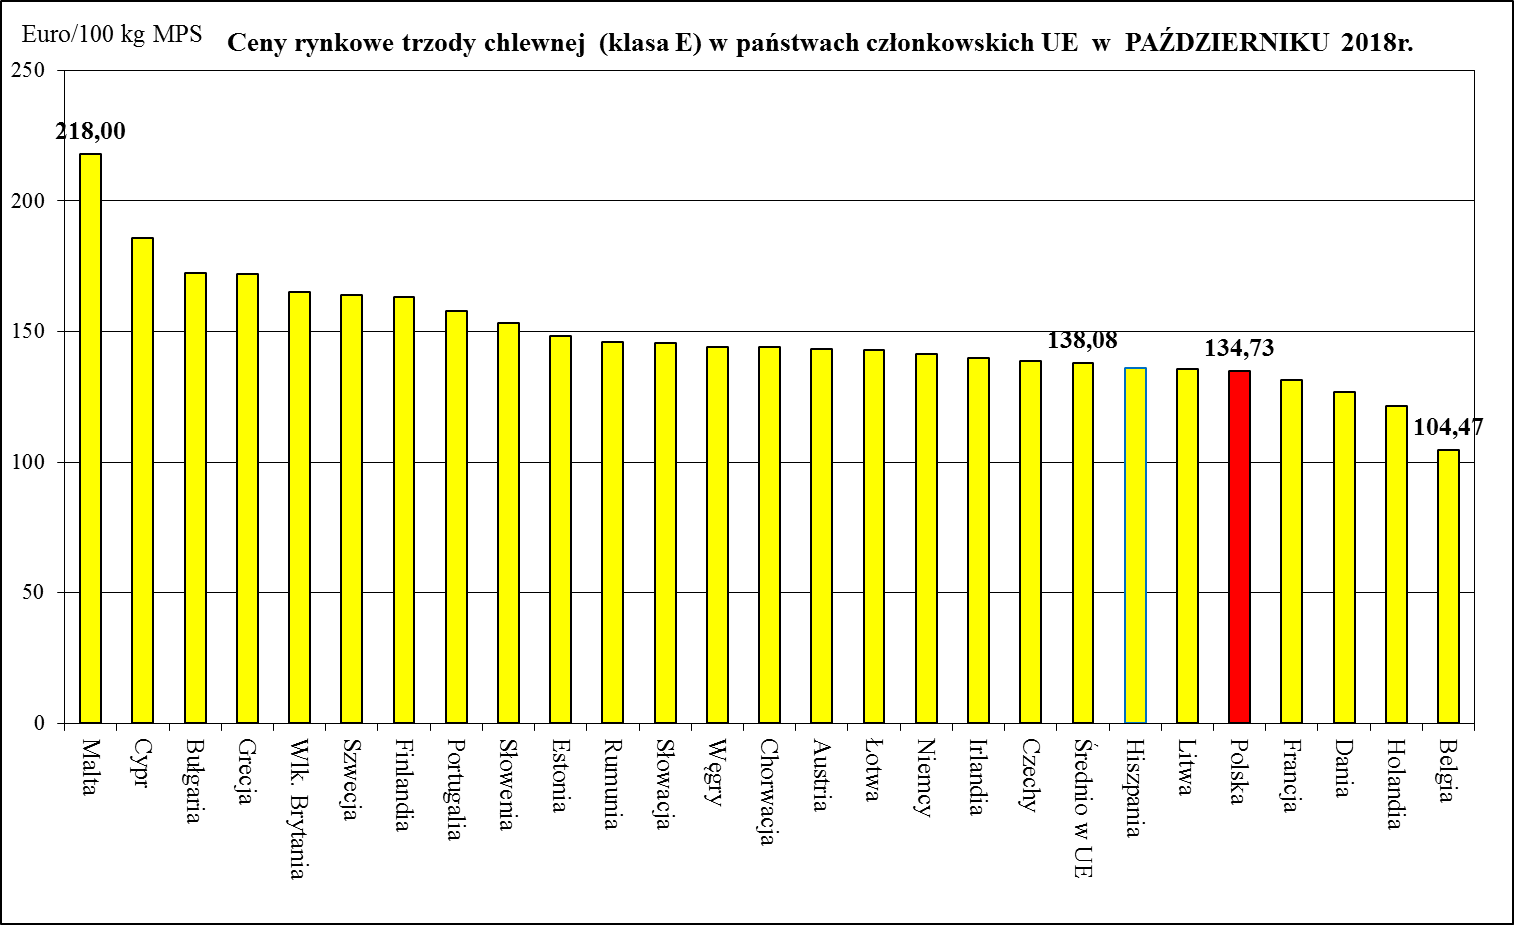 Euro/100 kg MPS
Ceny rynkowe trzody chlewnej (klasa E) w państwach członkowskich UE w PAŹDZIERNIKU 2018r.
250
200
150
100
50
0
218,00
138,08
134,73
104,47
Malta
Cypr
Bułgaria
Grecja
Wlk. Brytania
Szwecja
Finlandia
Portugalia
Słowenia
Estonia
Rumunia
Słowacja
Węgry
Chorwacja
Austria
Łotwa
Niemcy
Irlandia
Czechy
Średnio w UE
Hiszpania
Litwa
Polska
Francja
Dania
Holandia
Belgia